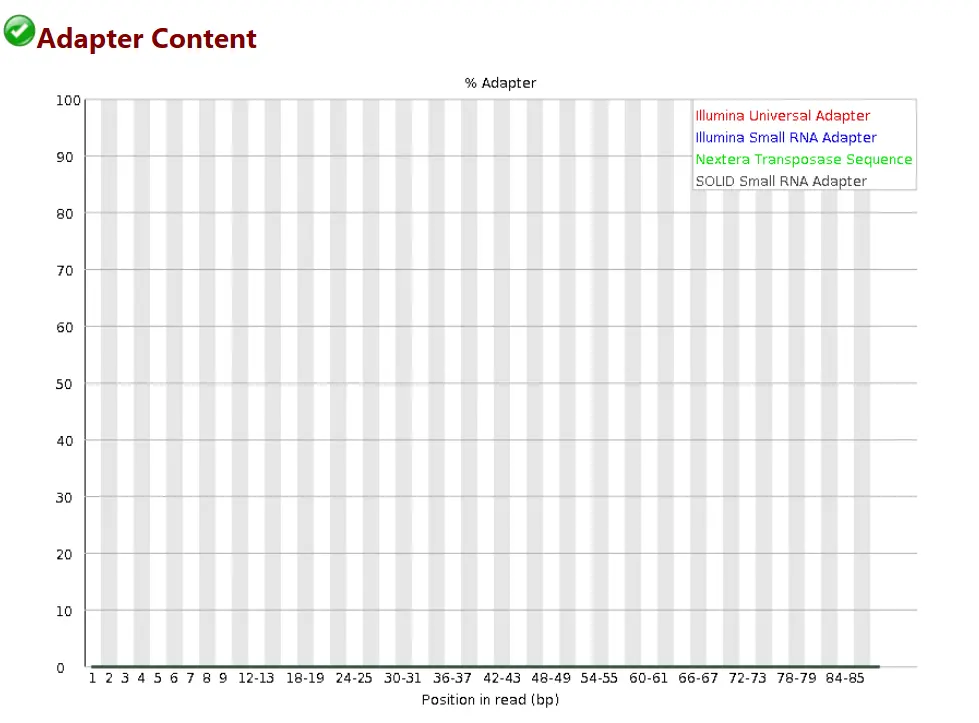 Adapter Content
% Adapter
100
Illumina Universal Adapter
Illumina Small RNA Adapter
Nextera Transposase Sequence
SOLID Small RNA Adapter
90
80
70
60
50
40
30
20
10
0
1 2 3 4 5 6 7 8 9 12-13 18-19 24-25 30-31 36-37 42-43 48-49 54-55 60-61 66-67 72-73 78-79 84-85
Position in read (bp)